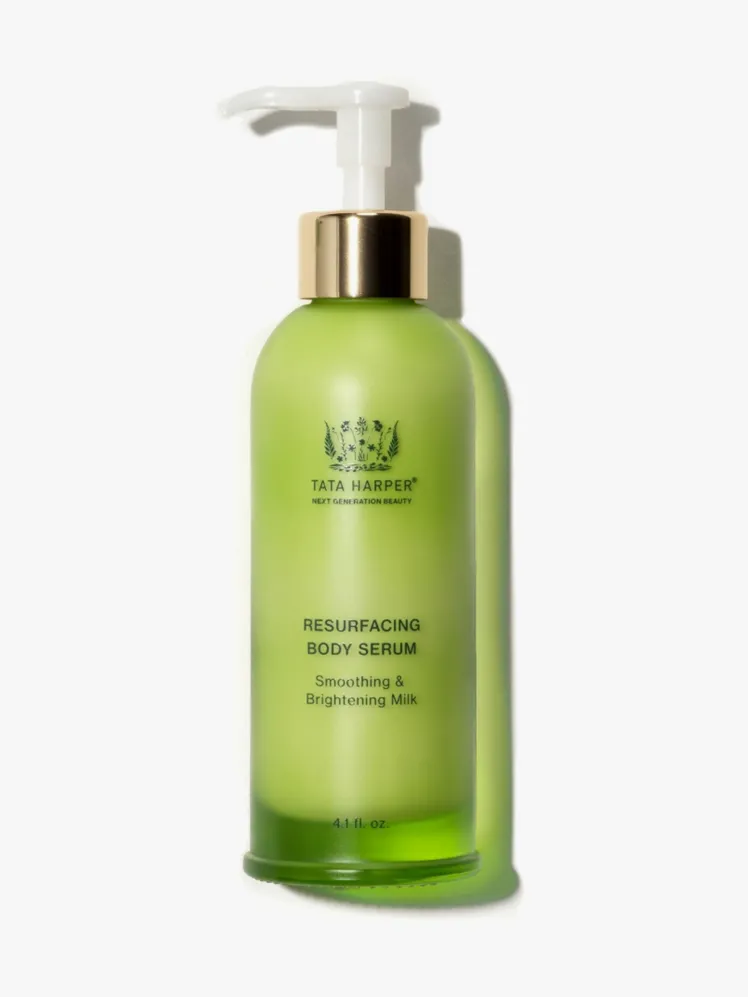 TATA HARPER®
NEXT GENERATION BEAUTY
RESURFACING
BODY SERUM
Smoothing &
Brightening Milk
4.1 fl. oz.